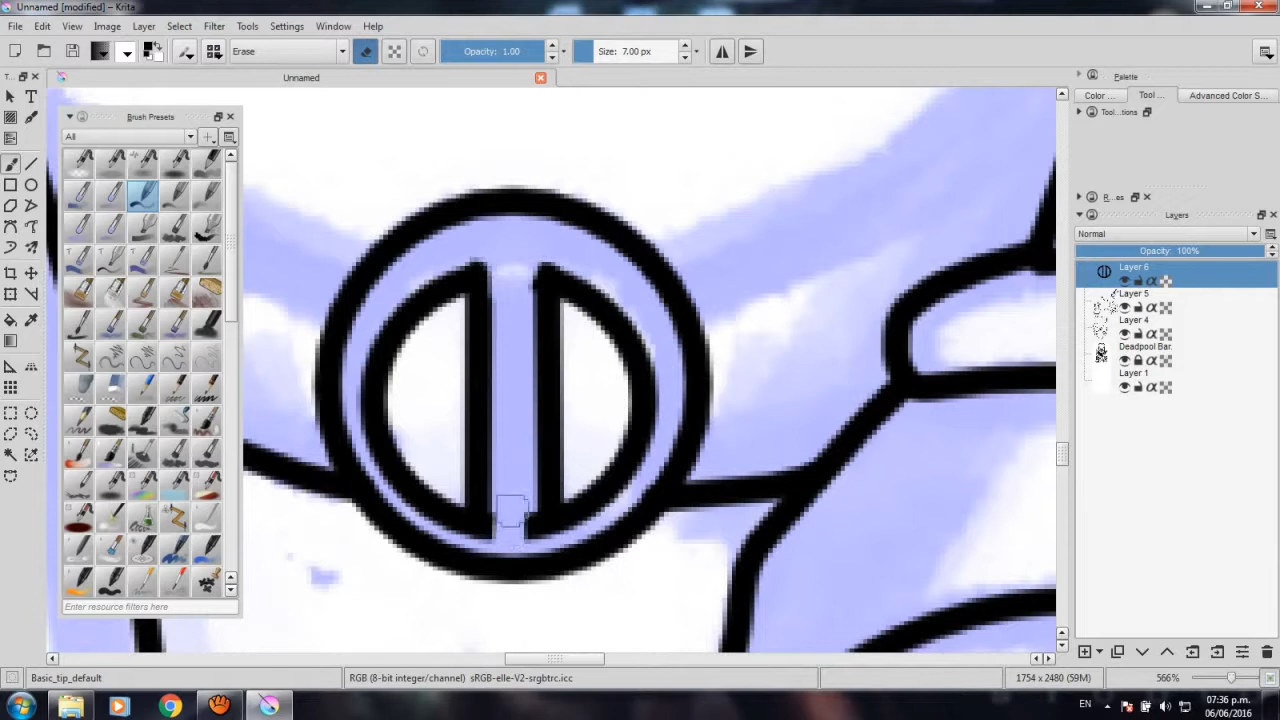 Unnamed [modified] – Krita
File Edit View Image Layer Select Filter Tools Settings Window Help
Erase Opacity: 1.00 Size: 7.00 px
T... Unnamed Palette
Color ... Tool ... Advanced Color S...
Tool...tions
Brush Presets
All
R...es
Layers
Normal
Opacity: 100%
Layer 6
Layer 5
Layer 4
Deadpool Bar.
Layer 1
Enter resource filters here
Basic_tip_default RGB (8-bit integer/channel) sRGB-elle-V2-srgbtrc.icc 1754 x 2480 (59M) 566%
EN 07:36 p.m.
06/06/2016